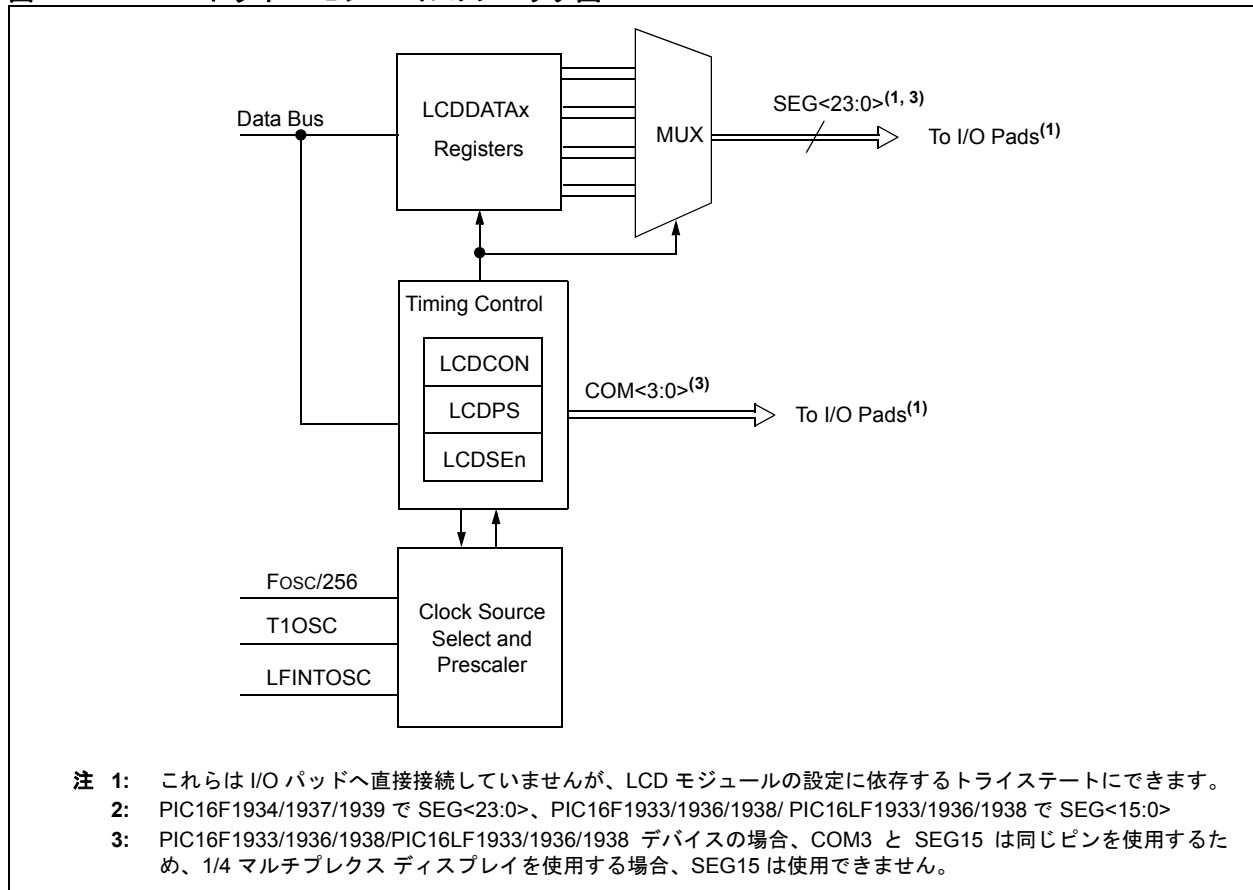 LCDDATAx
Registers
MUX
Data Bus
SEG<23:0>(1, 3)
To I/O Pads(1)
Timing Control
LCDCON
LCDPS
LCDSEn
COM<3:0>(3)
To I/O Pads(1)
Fosc/256
T1OSC
LFINTOSC
Clock Source
Select and
Prescaler
注 1: これらは I/O パッドへ直接接続していませんが、LCD モジュールの設定に依存するトライステートにできます。
2: PIC16F1934/1937/1939 で SEG<23:0>、PIC16F1933/1936/1938/ PIC16LF1933/1936/1938 で SEG<15:0>
3: PIC16F1933/1936/1938/PIC16LF1933/1936/1938 デバイスの場合、COM3 と SEG15 は同じピンを使用するた
め、1/4 マルチプレクス ディスプレイを使用する場合、SEG15 は使用できません。